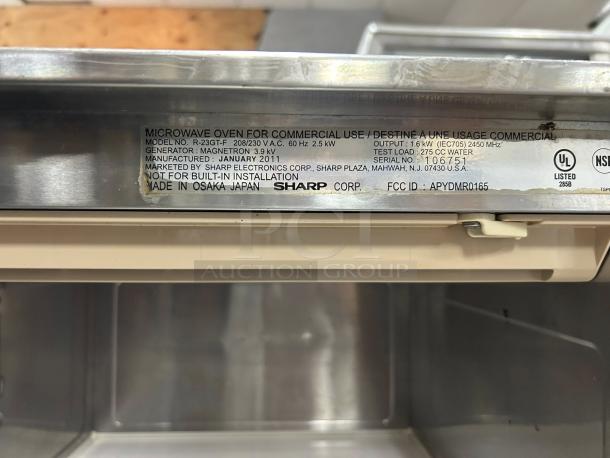 MICROWAVE OVEN FOR COMMERCIAL USE / DESTINÉ A UNE USAGE COMMERCIAL
MODEL NO. R-23GT-F 208/230 V A.C. 60 Hz 2.5 kW OUTPUT : 1.6 kW (IEC705) 2450 MHz
GENERATOR : MAGNETRON 3.9 kV TEST LOAD : 275 CC WATER
MANUFACTURED : JANUARY 2011 SERIAL NO. : 106751
MARKETED BY SHARP ELECTRONICS CORP., SHARP PLAZA, MAHWAH, N.J. 07430 U.S.A.
NOT FOR BUILT-IN INSTALLATION
MADE IN OSAKA JAPAN SHARP CORP. FCC ID : APYDMR0165
UL
LISTED
285B
NSF
PCI
AUCTION GROUP